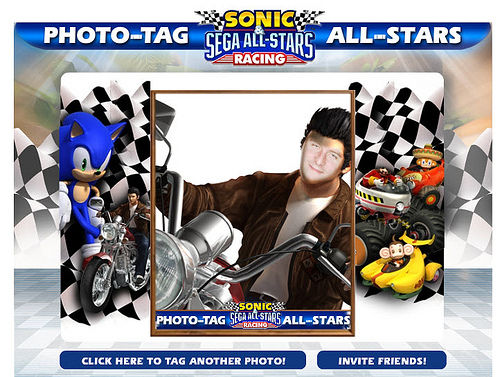 PHOTO-TAG SONIC & SEGA ALL-STARS RACING ALL-STARS
PHOTO-TAG SONIC & SEGA ALL-STARS RACING ALL-STARS
CLICK HERE TO TAG ANOTHER PHOTO!
INVITE FRIENDS!